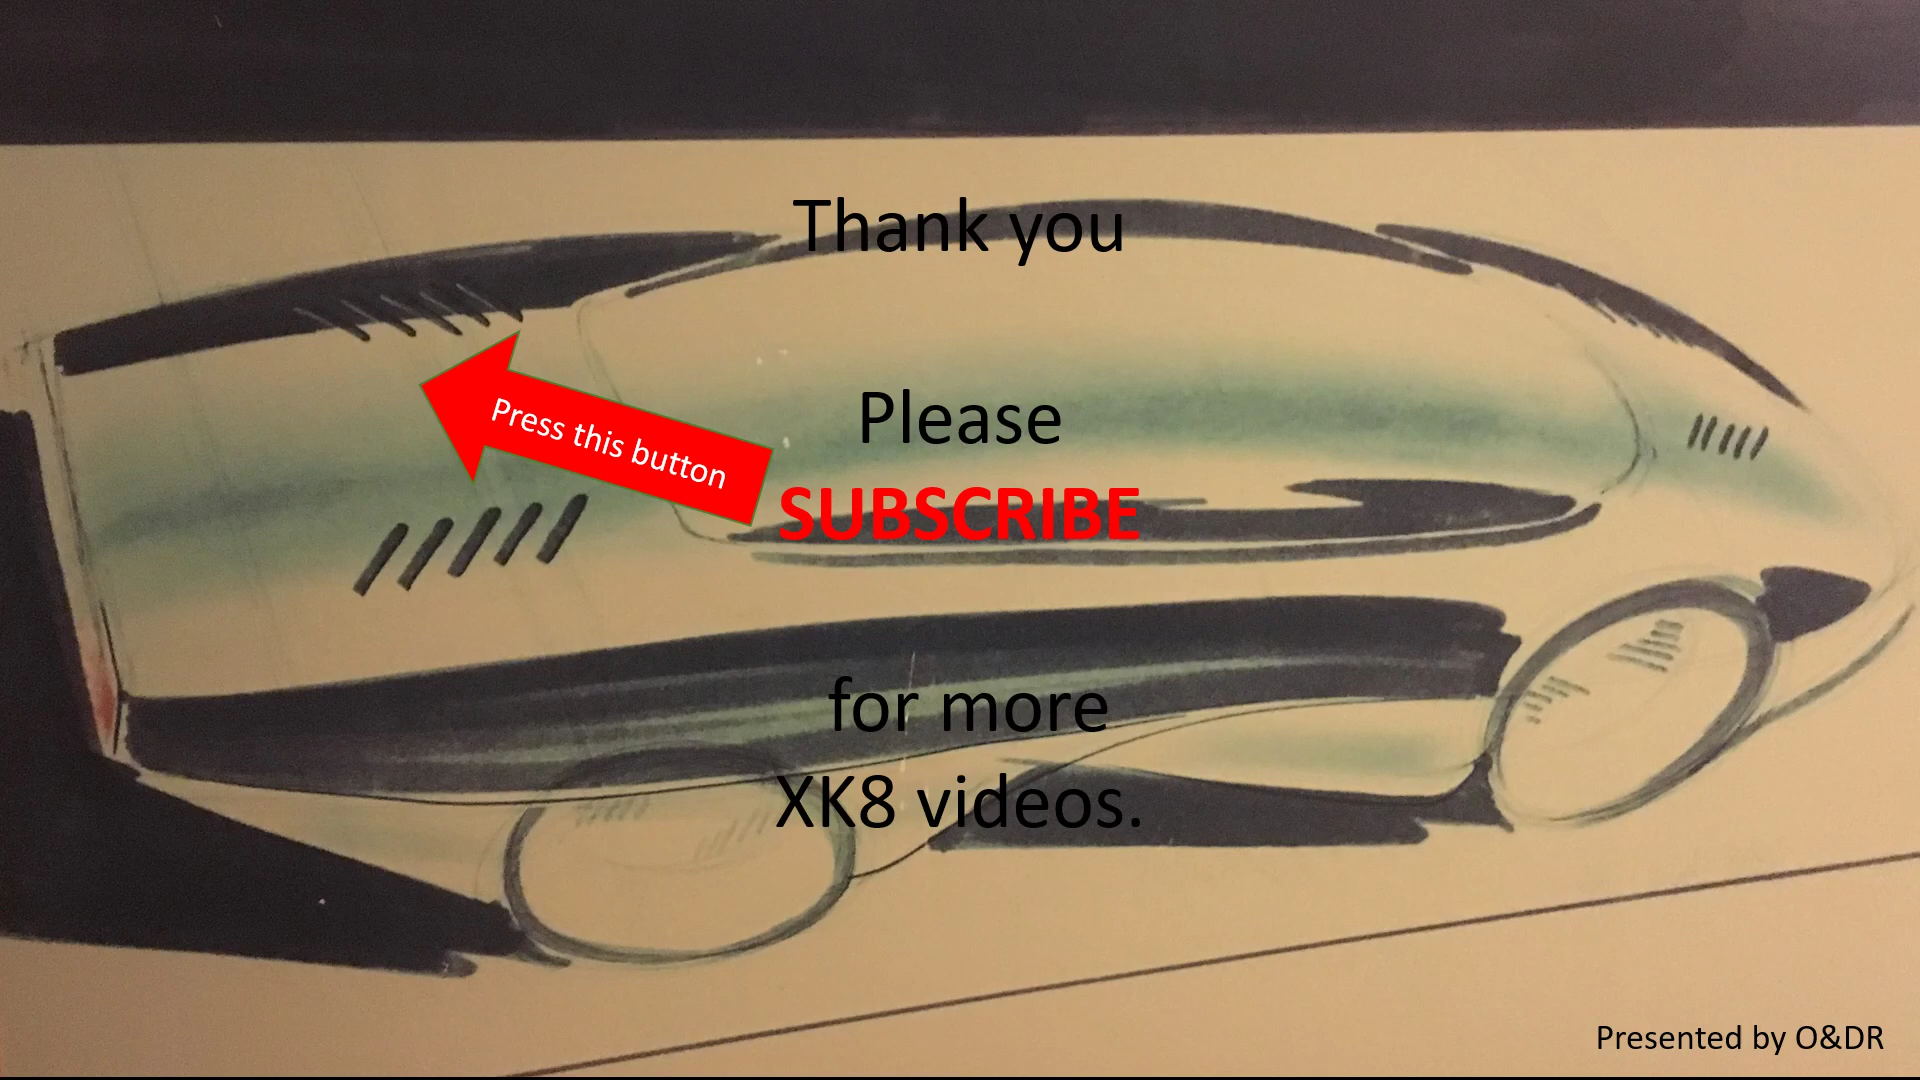 Thank you
Press this button
Please
SUBSCRIBE
for more
XK8 videos.
Presented by O&DR